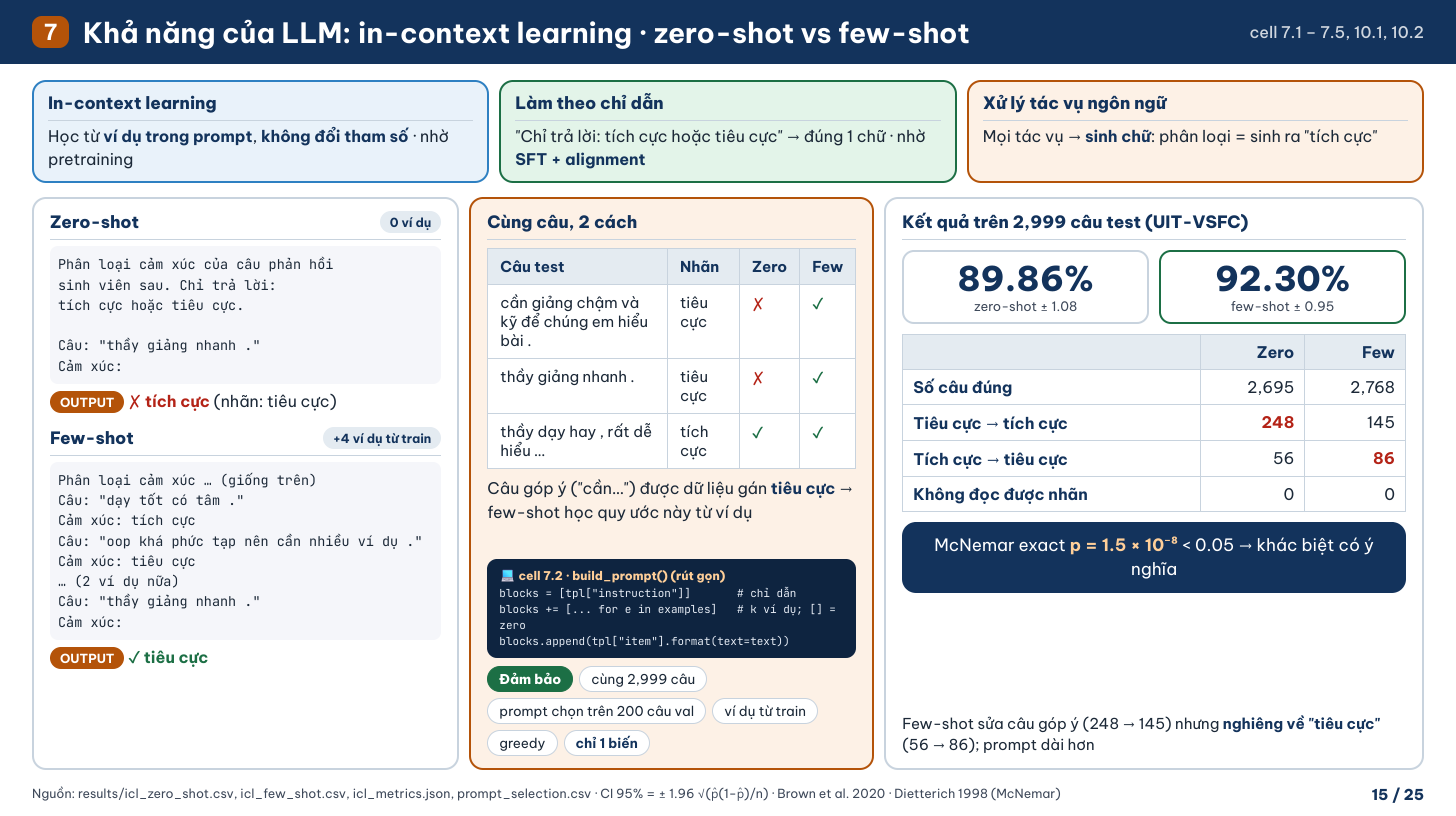 7 Khả năng của LLM: in-context learning · zero-shot vs few-shot
cell 7.1 – 7.5, 10.1, 10.2
In-context learning
Học từ ví dụ trong prompt, không đổi tham số · nhờ
pretraining
Làm theo chỉ dẫn
"Chỉ trả lời: tích cực hoặc tiêu cực" → đúng 1 chữ · nhờ
SFT + alignment
Xử lý tác vụ ngôn ngữ
Mọi tác vụ → sinh chữ: phân loại = sinh ra "tích cực"
Zero-shot
0 ví dụ
Phân loại cảm xúc của câu phản hồi
sinh viên sau. Chỉ trả lời:
tích cực hoặc tiêu cực.
Câu: "thầy giảng nhanh ."
Cảm xúc:
OUTPUT ✗ tích cực (nhãn: tiêu cực)
Few-shot
+4 ví dụ từ train
Phân loại cảm xúc … (giống trên)
Câu: "dạy tốt có tâm ."
Cảm xúc: tích cực
Câu: "oop khá phức tạp nên cần nhiều ví dụ ."
Cảm xúc: tiêu cực
… (2 ví dụ nữa)
Câu: "thầy giảng nhanh ."
Cảm xúc:
OUTPUT ✓ tiêu cực
Cùng câu, 2 cách
Câu test Nhãn Zero Few
cần giảng chậm và tiêu ✗ ✓
kỹ để chúng em hiểu cực
bài .
thầy giảng nhanh . tiêu ✗ ✓
cực
thầy dạy hay , rất dễ tích ✓ ✓
hiểu … cực
Câu góp ý ("cần...") được dữ liệu gán tiêu cực →
few-shot học quy ước này từ ví dụ
💻 cell 7.2 · build_prompt() (rút gọn)
blocks = [tpl["instruction"]] # chỉ dẫn
blocks += [... for e in examples] # k ví dụ; [] =
zero
blocks.append(tpl["item"].format(text=text))
Đảm bảo cùng 2,999 câu
prompt chọn trên 200 câu val ví dụ từ train
greedy chỉ 1 biến
Kết quả trên 2,999 câu test (UIT-VSFC)
89.86%
zero-shot ± 1.08
92.30%
few-shot ± 0.95
Zero Few
Số câu đúng 2,695 2,768
Tiêu cực → tích cực 248 145
Tích cực → tiêu cực 56 86
Không đọc được nhãn 0 0
McNemar exact p = 1.5 × 10⁻⁸ < 0.05 → khác biệt có ý
nghĩa
Few-shot sửa câu góp ý (248 → 145) nhưng nghiêng về "tiêu cực"
(56 → 86); prompt dài hơn
Nguồn: results/icl_zero_shot.csv, icl_few_shot.csv, icl_metrics.json, prompt_selection.csv · CI 95% = ± 1.96 √(p̂(1-p̂)/n) · Brown et al. 2020 · Dietterich 1998 (McNemar)
15 / 25